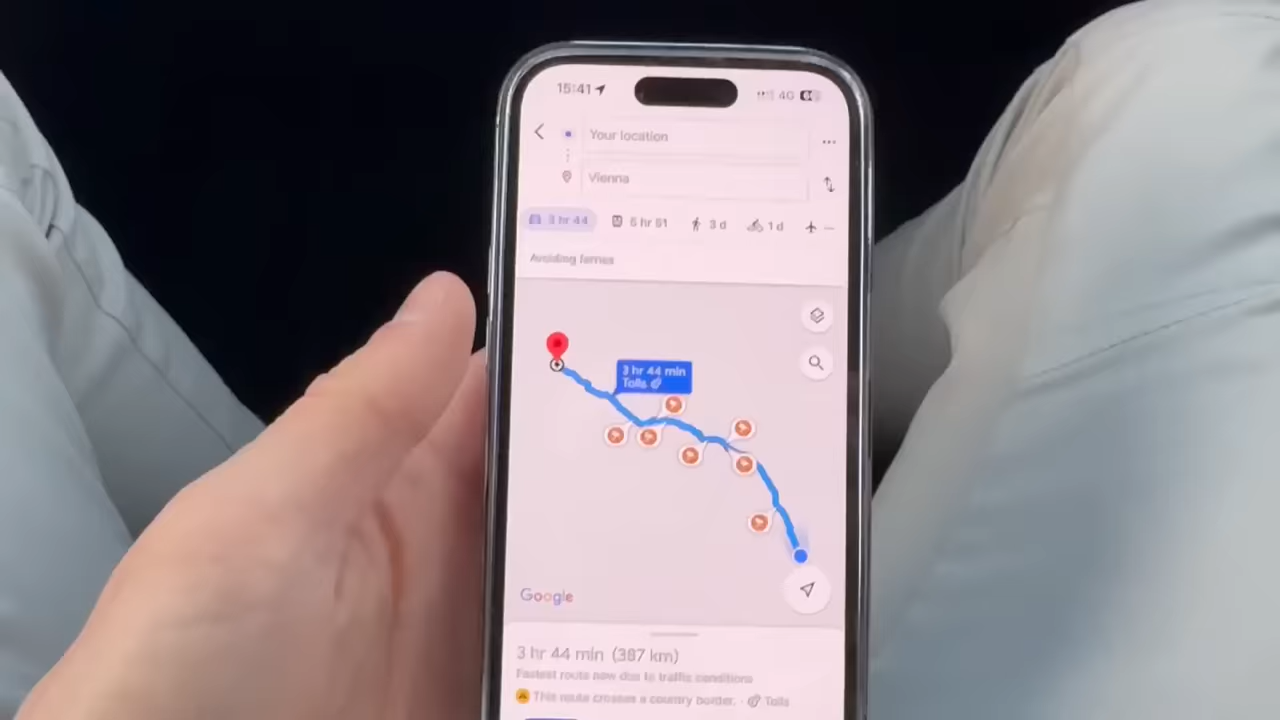 15:41 4G
Your location
Vienna
3 hr 44 5 hr 51 3 d 1 d —
Avoiding ferries
3 hr 44 min
Tolls
Google
3 hr 44 min (387 km)
Fastest route now due to traffic conditions
This route crosses a country border. · Tolls